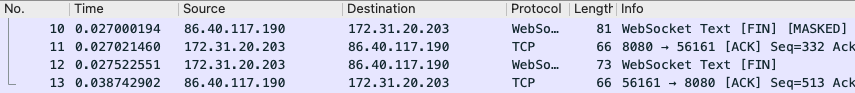 No. Time Source Destination Protocol Length Info
10 0.027000194 86.40.117.190 172.31.20.203 WebSo… 81 WebSocket Text [FIN] [MASKED]
11 0.027021460 172.31.20.203 86.40.117.190 TCP 66 8080 → 56161 [ACK] Seq=332 Ack
12 0.027522551 172.31.20.203 86.40.117.190 WebSo… 73 WebSocket Text [FIN]
13 0.038742902 86.40.117.190 172.31.20.203 TCP 66 56161 → 8080 [ACK] Seq=513 Ack